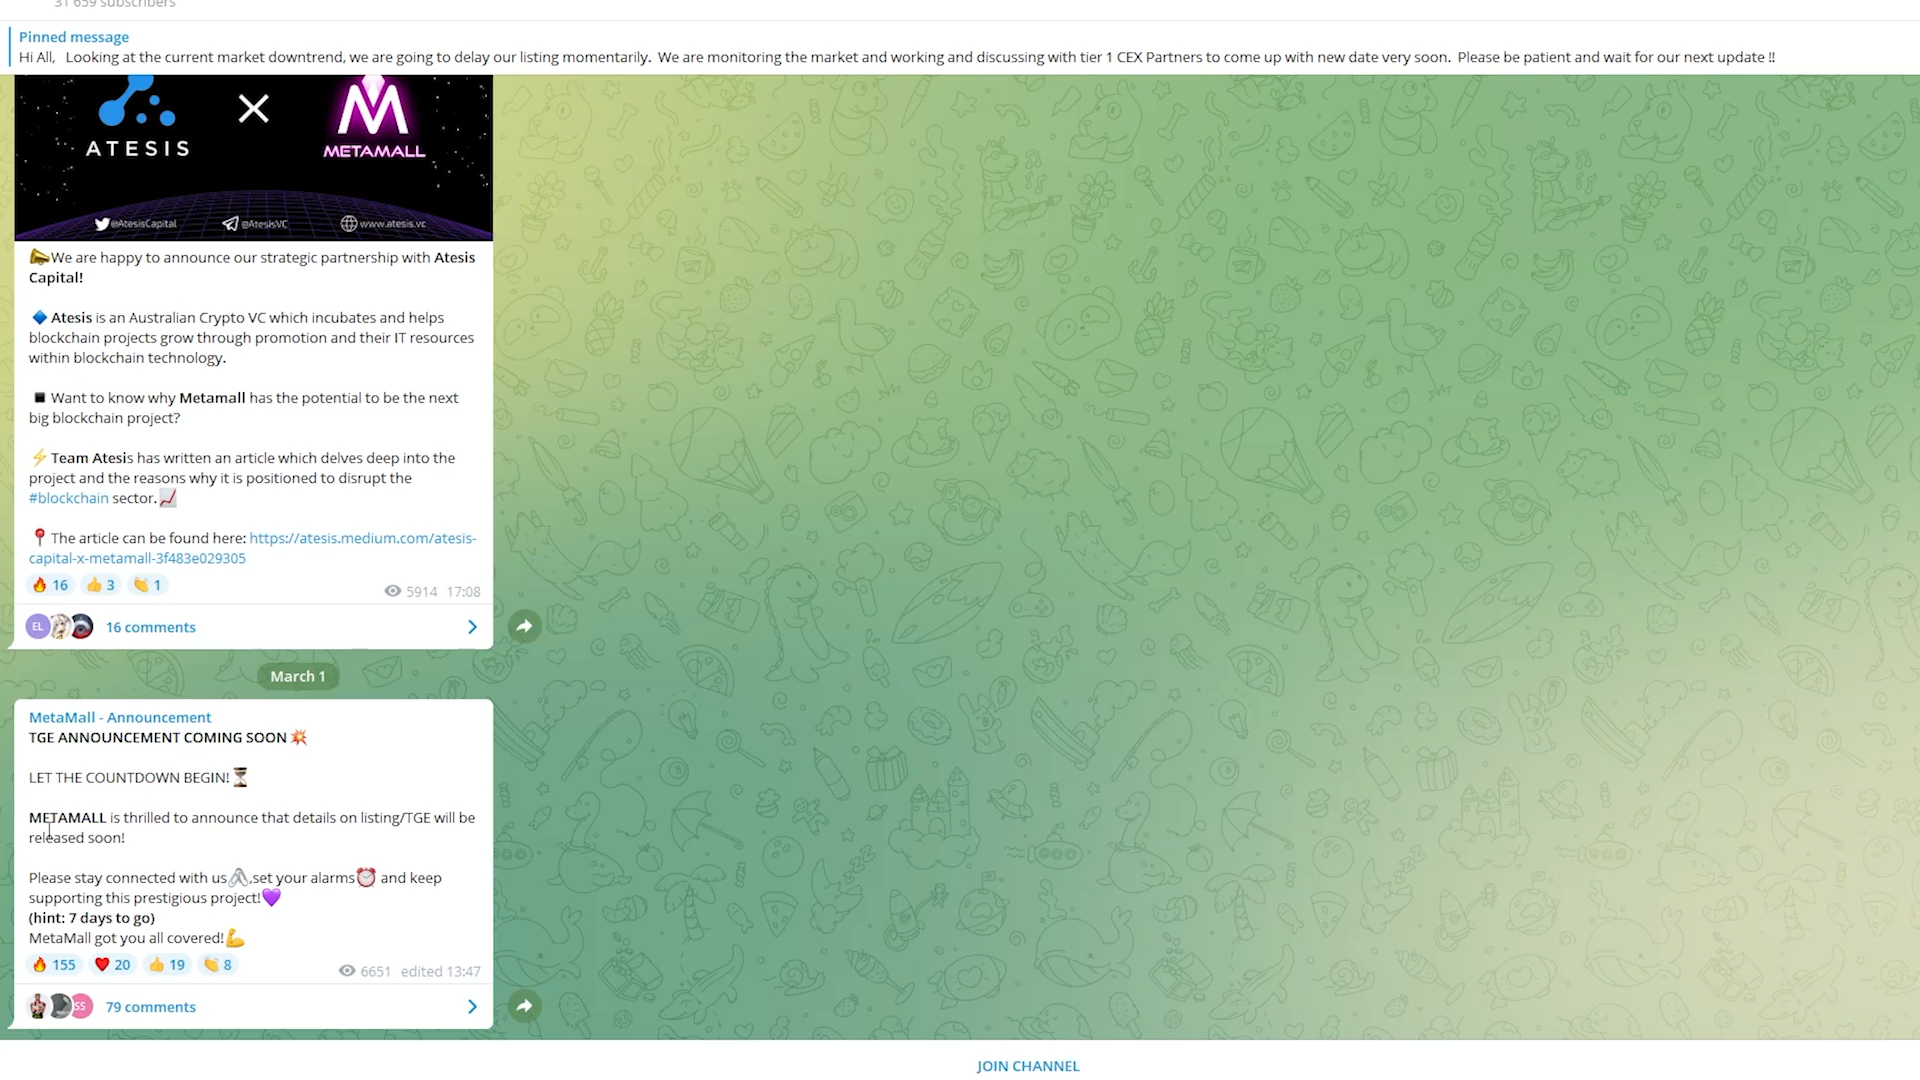 31 659 subscribers
Pinned message
Hi All, Looking at the current market downtrend, we are going to delay our listing momentarily. We are monitoring the market and working and discussing with tier 1 CEX Partners to come up with new date very soon. Please be patient and wait for our next update !!
ATESIS
METAMALL
@AtesisCapital @AtesisVC www.atesis.vc
📣We are happy to announce our strategic partnership with Atesis
Capital!
🔷 Atesis is an Australian Crypto VC which incubates and helps
blockchain projects grow through promotion and their IT resources
within blockchain technology.
◾ Want to know why Metamall has the potential to be the next
big blockchain project?
⚡ Team Atesis has written an article which delves deep into the
project and the reasons why it is positioned to disrupt the
#blockchain sector.📈
📍 The article can be found here: https://atesis.medium.com/atesis-
capital-x-metamall-3f483e029305
🔥 16 👍 3 👏 1
5914 17:08
EL
16 comments
March 1
MetaMall - Announcement
TGE ANNOUNCEMENT COMING SOON 💥
LET THE COUNTDOWN BEGIN! ⏳
METAMALL is thrilled to announce that details on listing/TGE will be
released soon!
Please stay connected with us🖇,set your alarms⏰ and keep
supporting this prestigious project!💜
(hint: 7 days to go)
MetaMall got you all covered!💪
🔥 155 ❤ 20 👍 19 👏 8
6651 edited 13:47
SS
79 comments
JOIN CHANNEL